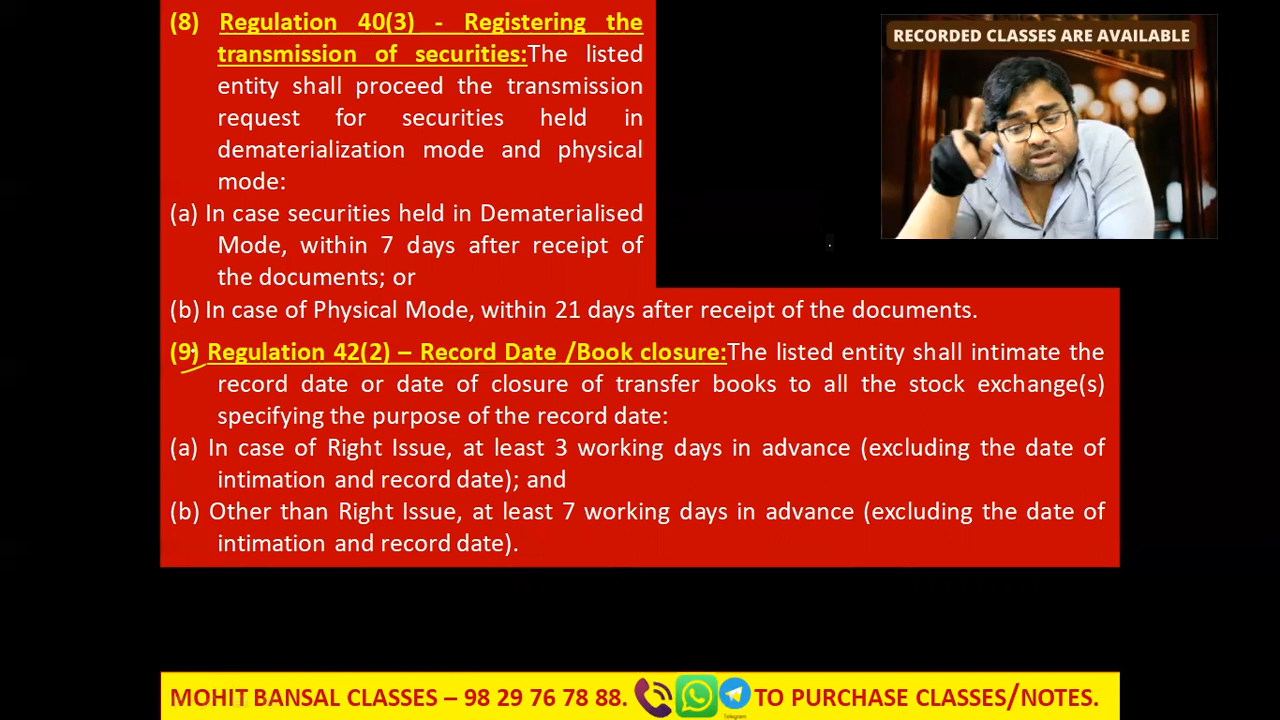 (8) Regulation 40(3) - Registering the
transmission of securities:The listed
entity shall proceed the transmission
request for securities held in
dematerialization mode and physical
mode:
(a) In case securities held in Dematerialised
Mode, within 7 days after receipt of
the documents; or
(b) In case of Physical Mode, within 21 days after receipt of the documents.
(9) Regulation 42(2) – Record Date /Book closure:The listed entity shall intimate the
record date or date of closure of transfer books to all the stock exchange(s)
specifying the purpose of the record date:
(a) In case of Right Issue, at least 3 working days in advance (excluding the date of
intimation and record date); and
(b) Other than Right Issue, at least 7 working days in advance (excluding the date of
intimation and record date).
RECORDED CLASSES ARE AVAILABLE
MOHIT BANSAL CLASSES – 98 29 76 78 88. TO PURCHASE CLASSES/NOTES.
Telegram